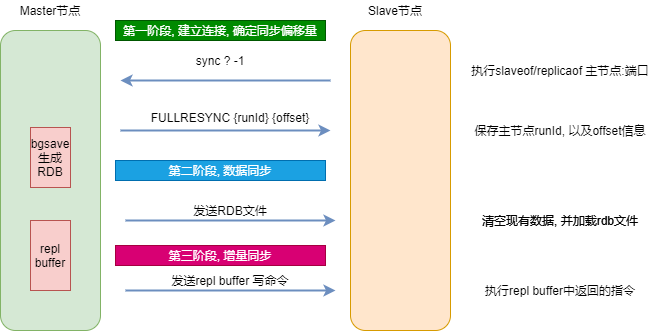 Master节点
Slave节点
第一阶段, 建立连接, 确定同步偏移量
sync ? -1
执行slaveof/replicaof 主节点:端口
FULLRESYNC {runId} {offset}
保存主节点runId, 以及offset信息
bgsave
生成
RDB
第二阶段, 数据同步
发送RDB文件
清空现有数据, 并加载rdb文件
repl
buffer
第三阶段, 增量同步
发送repl buffer 写命令
执行repl buffer中返回的指令